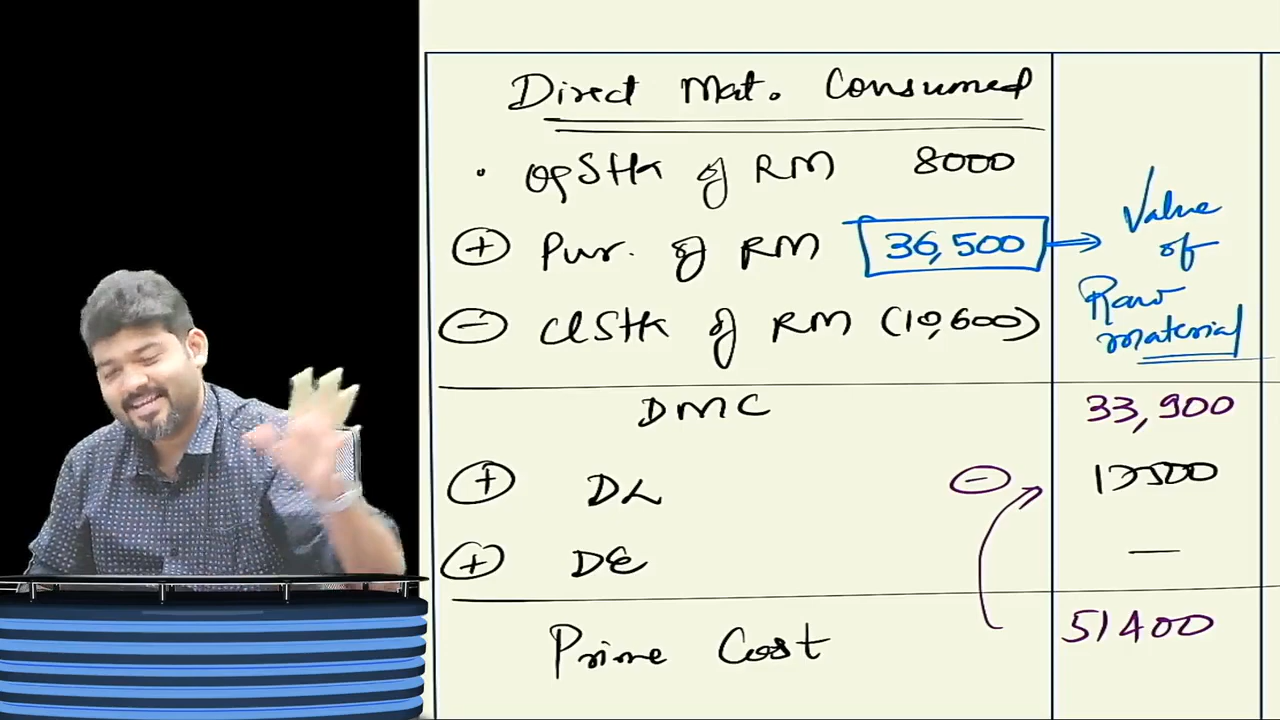 Direct Mat. Consumed
• OpStk of RM 8000
+ Pur. of RM 36,500 →
- ClStk of RM (10,600)
Value
of
Raw
material
DMC 33,900
+ DL - 17500
+ DE —
Prime Cost 51400